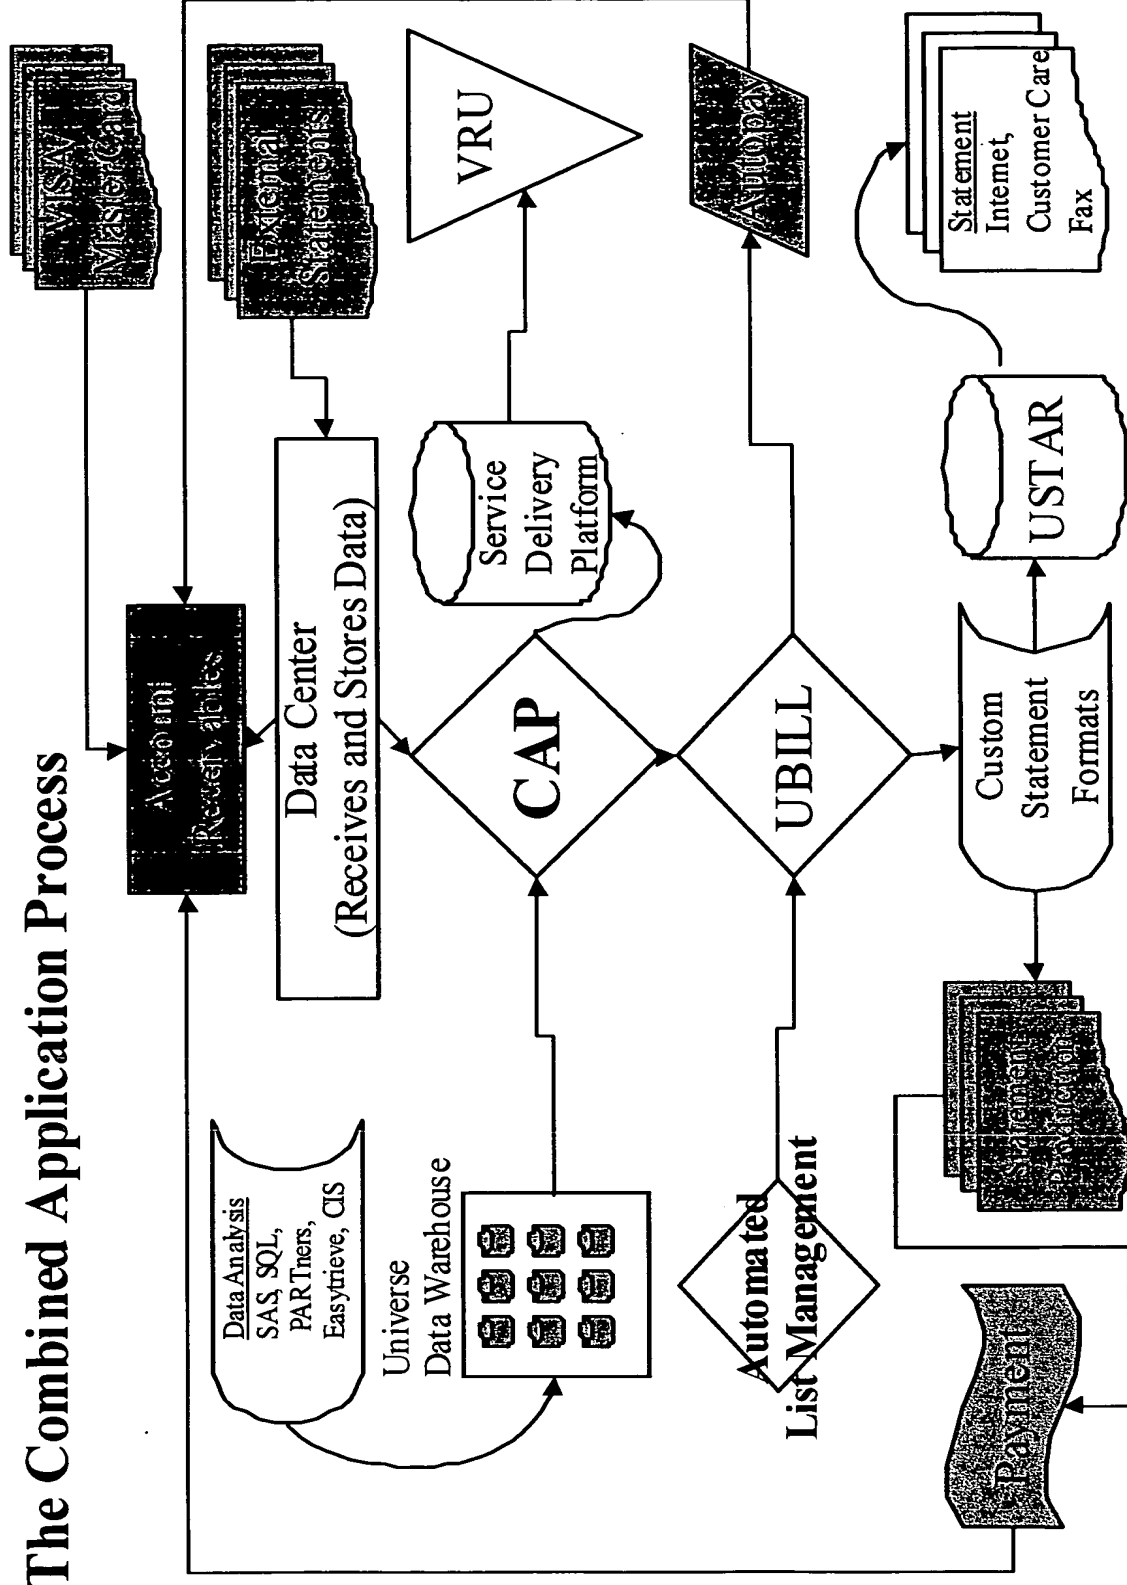 The Combined Application Process
VISA/
MasterCard
External
Statements
Account
Receivables
Data Center
(Receives and Stores Data)
Data Analysis
SAS, SQL,
PARTners,
Easytrieve, CIS
Universe
Data Warehouse
CAP
Service
Delivery
Platform
VRU
Automated
List Management
UBILL
Autopay
Custom
Statement
Formats
USTAR
Statement
Internet,
Customer Care
Fax
Statement
Production
Payment